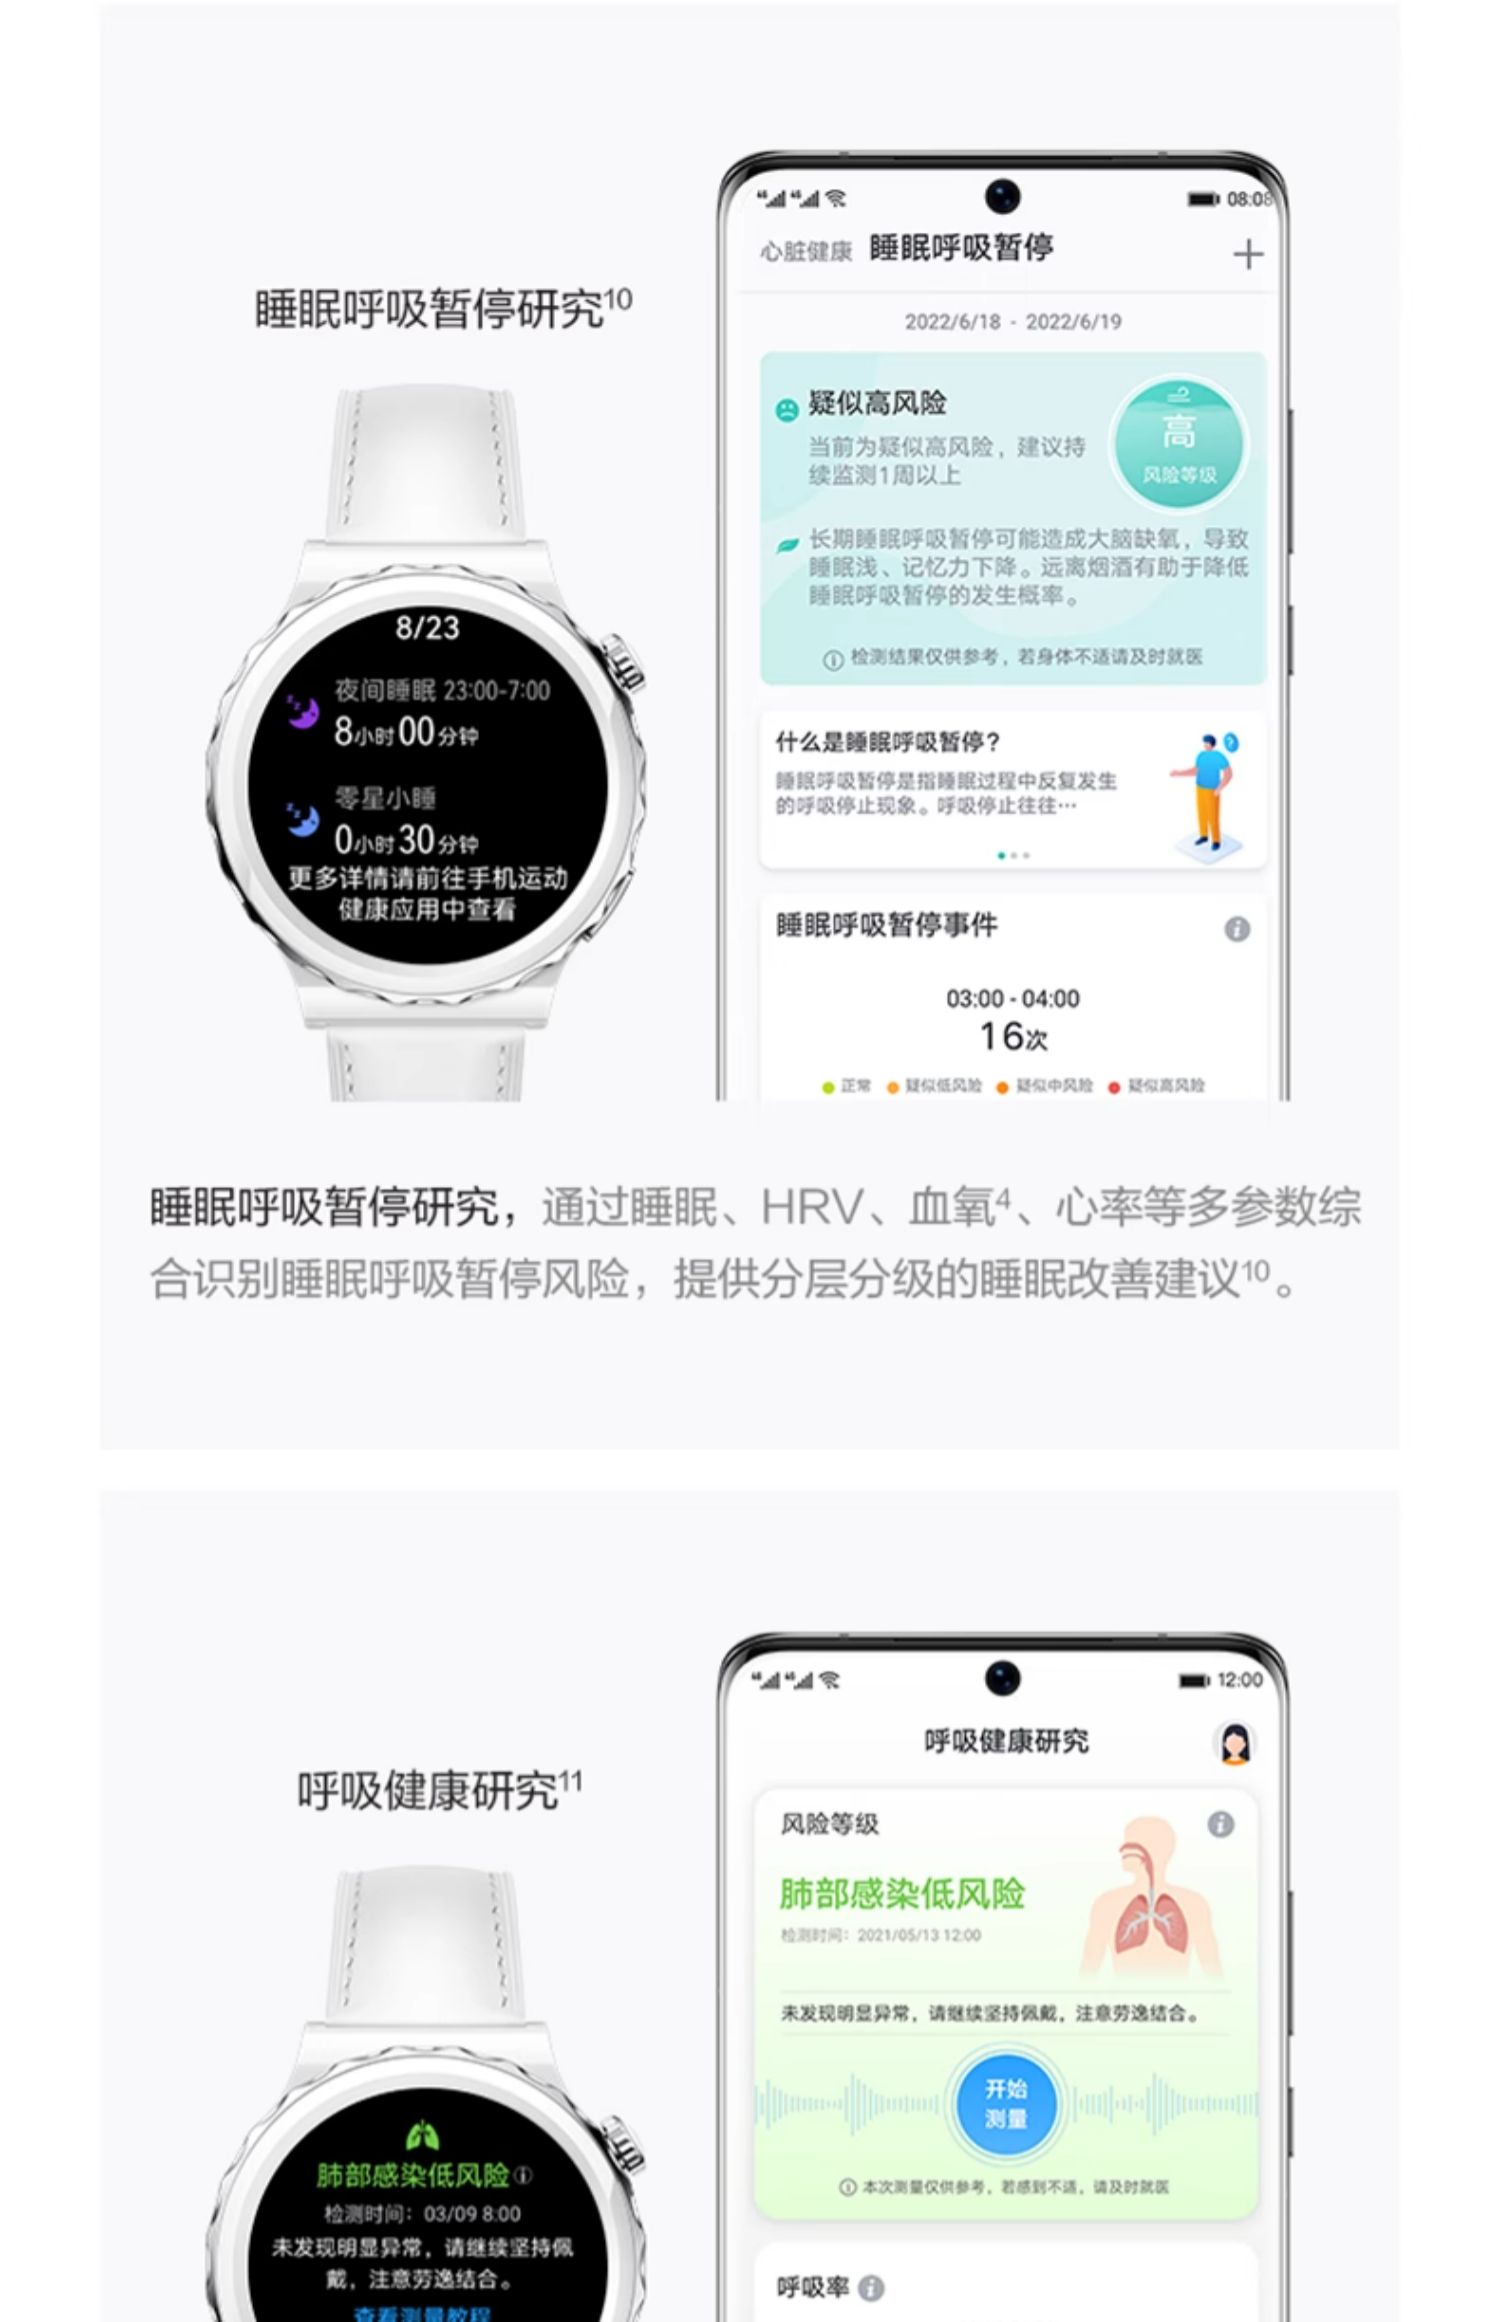 睡眠呼吸暂停研究10
8/23
夜间睡眠 23:00-7:00
8小时00分钟
零星小睡
0小时30分钟
更多详情请前往手机运动
健康应用中查看
08:08
心脏健康 睡眠呼吸暂停
2022/6/18 - 2022/6/19
疑似高风险
当前为疑似高风险，建议持
续监测1周以上
高
风险等级
长期睡眠呼吸暂停可能造成大脑缺氧，导致
睡眠浅、记忆力下降。远离烟酒有助于降低
睡眠呼吸暂停的发生概率。
检测结果仅供参考，若身体不适请及时就医
什么是睡眠呼吸暂停？
睡眠呼吸暂停是指睡眠过程中反复发生
的呼吸停止现象。呼吸停止往往…
睡眠呼吸暂停事件
03:00 - 04:00
16次
正常 疑似低风险 疑似中风险 疑似高风险
睡眠呼吸暂停研究，通过睡眠、HRV、血氧4、心率等多参数综
合识别睡眠呼吸暂停风险，提供分层分级的睡眠改善建议10。
呼吸健康研究11
肺部感染低风险
检测时间：03/09 8:00
未发现明显异常，请继续坚持佩
戴，注意劳逸结合。
查看测量教程
12:00
呼吸健康研究
风险等级
肺部感染低风险
检测时间：2021/05/13 12:00
未发现明显异常，请继续坚持佩戴，注意劳逸结合。
开始
测量
本次测量仅供参考，若感到不适，请及时就医
呼吸率